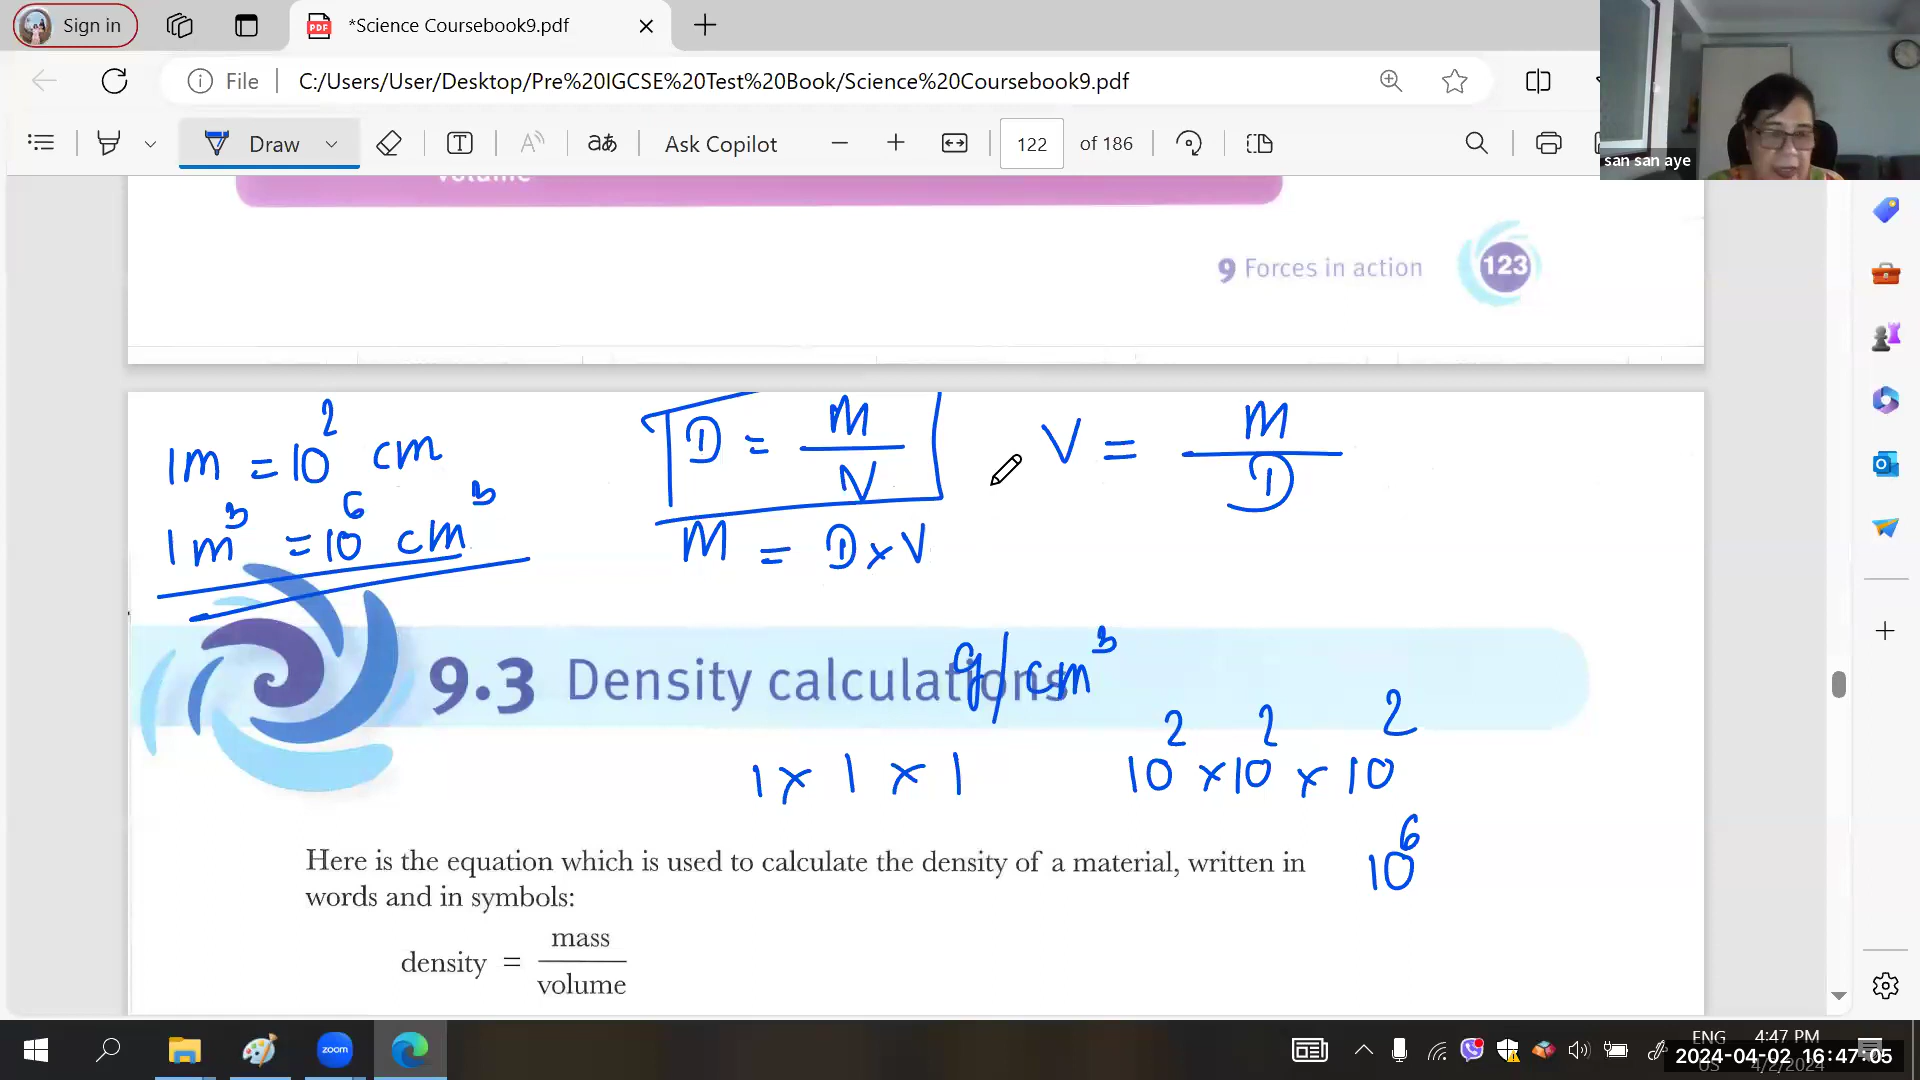 Sign in
*Science Coursebook9.pdf
File
C:/Users/User/Desktop/Pre%20IGCSE%20Test%20Book/Science%20Coursebook9.pdf
Draw
Ask Copilot
122 of 186
san san aye
volume
9 Forces in action 123
1m = 10² cm
1m³ = 10⁶ cm³
D = M/V
M = D x V
V = M/D
9.3 Density calculations
g/cm³
1 x 1 x 1
10² x 10² x 10²
10⁶
Here is the equation which is used to calculate the density of a material, written in
words and in symbols:
density = mass
volume
zoom
ENG
4:47 PM
2024-04-02 16:47:05